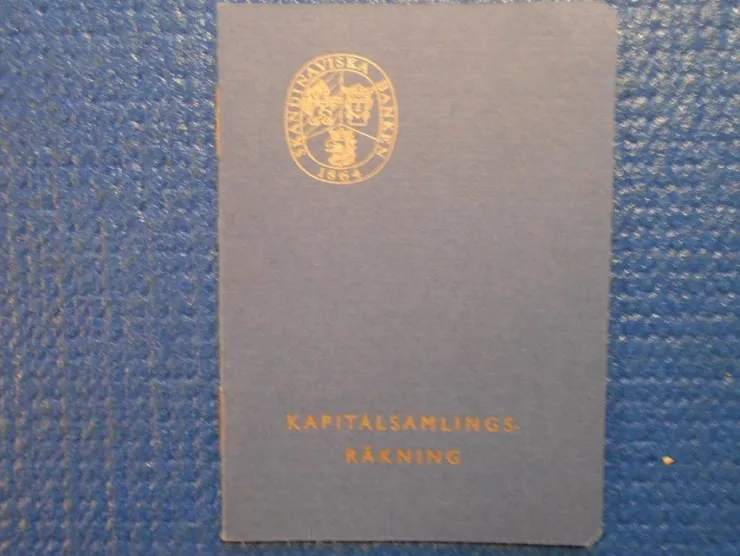 SKANDINAVISKA BANKEN
1864
KAPITALSAMLINGS-
RÄKNING